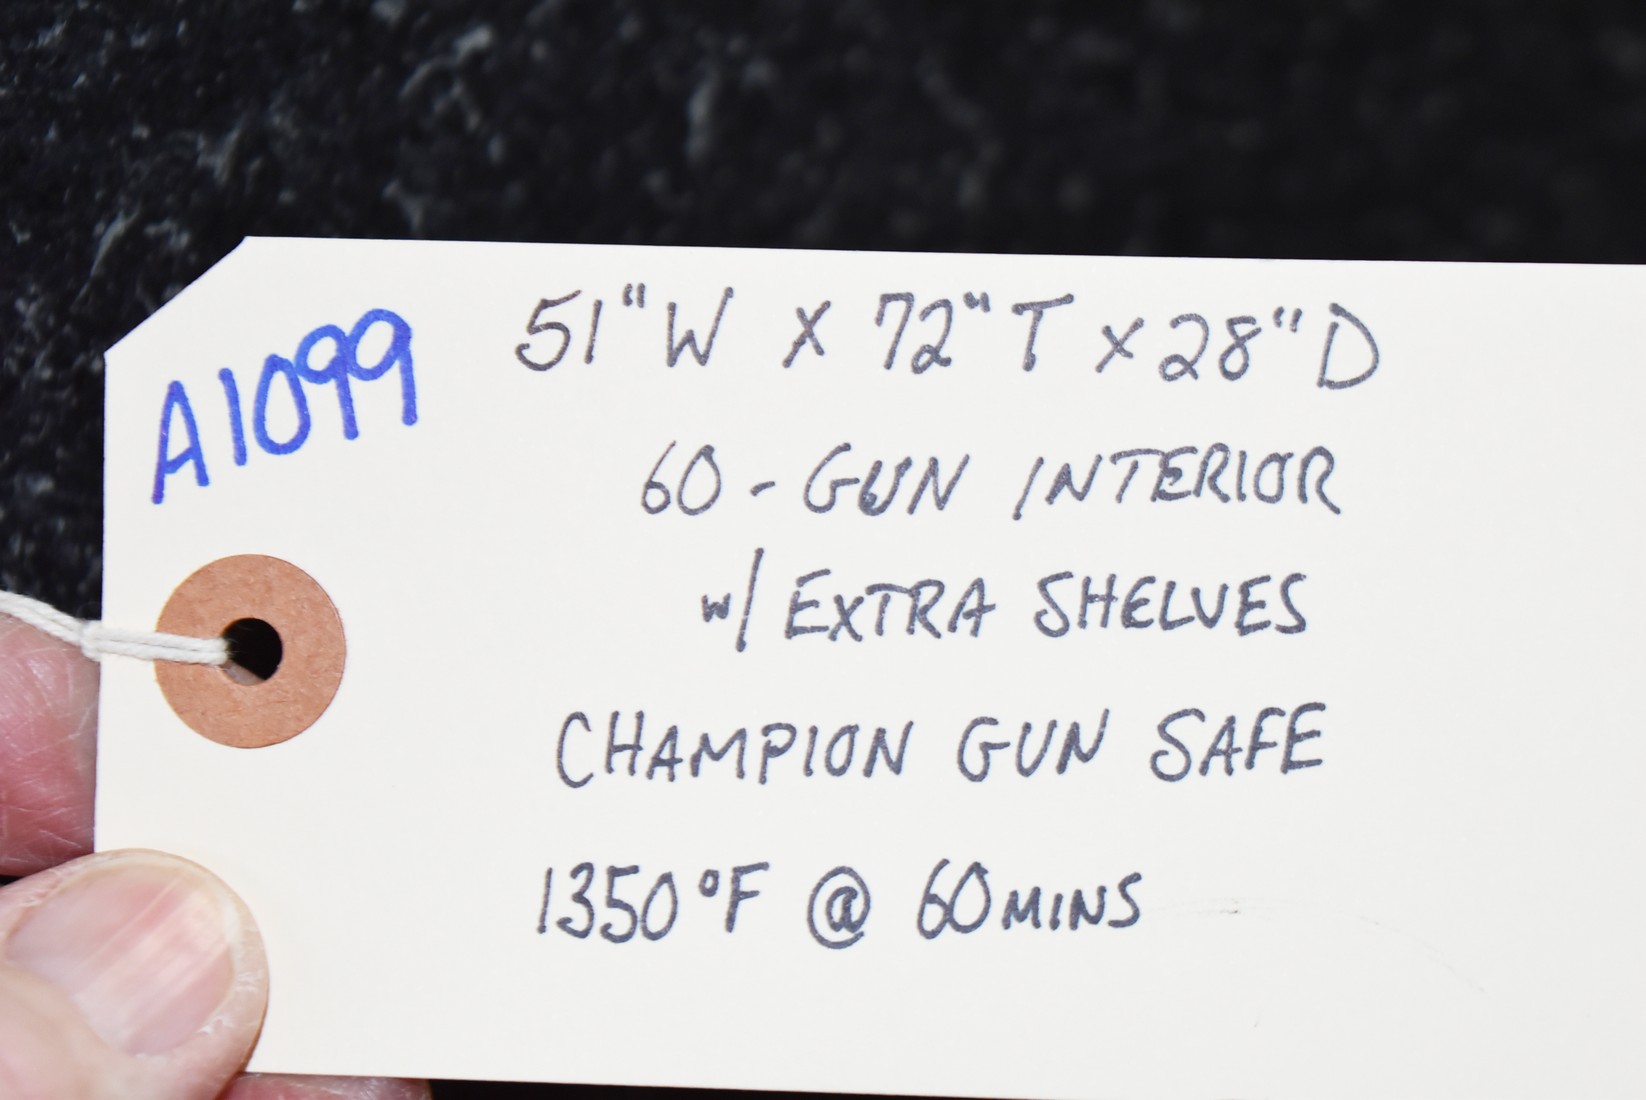 A1099
51"W X 72"T X 28"D
60-GUN INTERIOR
w/ EXTRA SHELVES
CHAMPION GUN SAFE
1350°F @ 60MINS